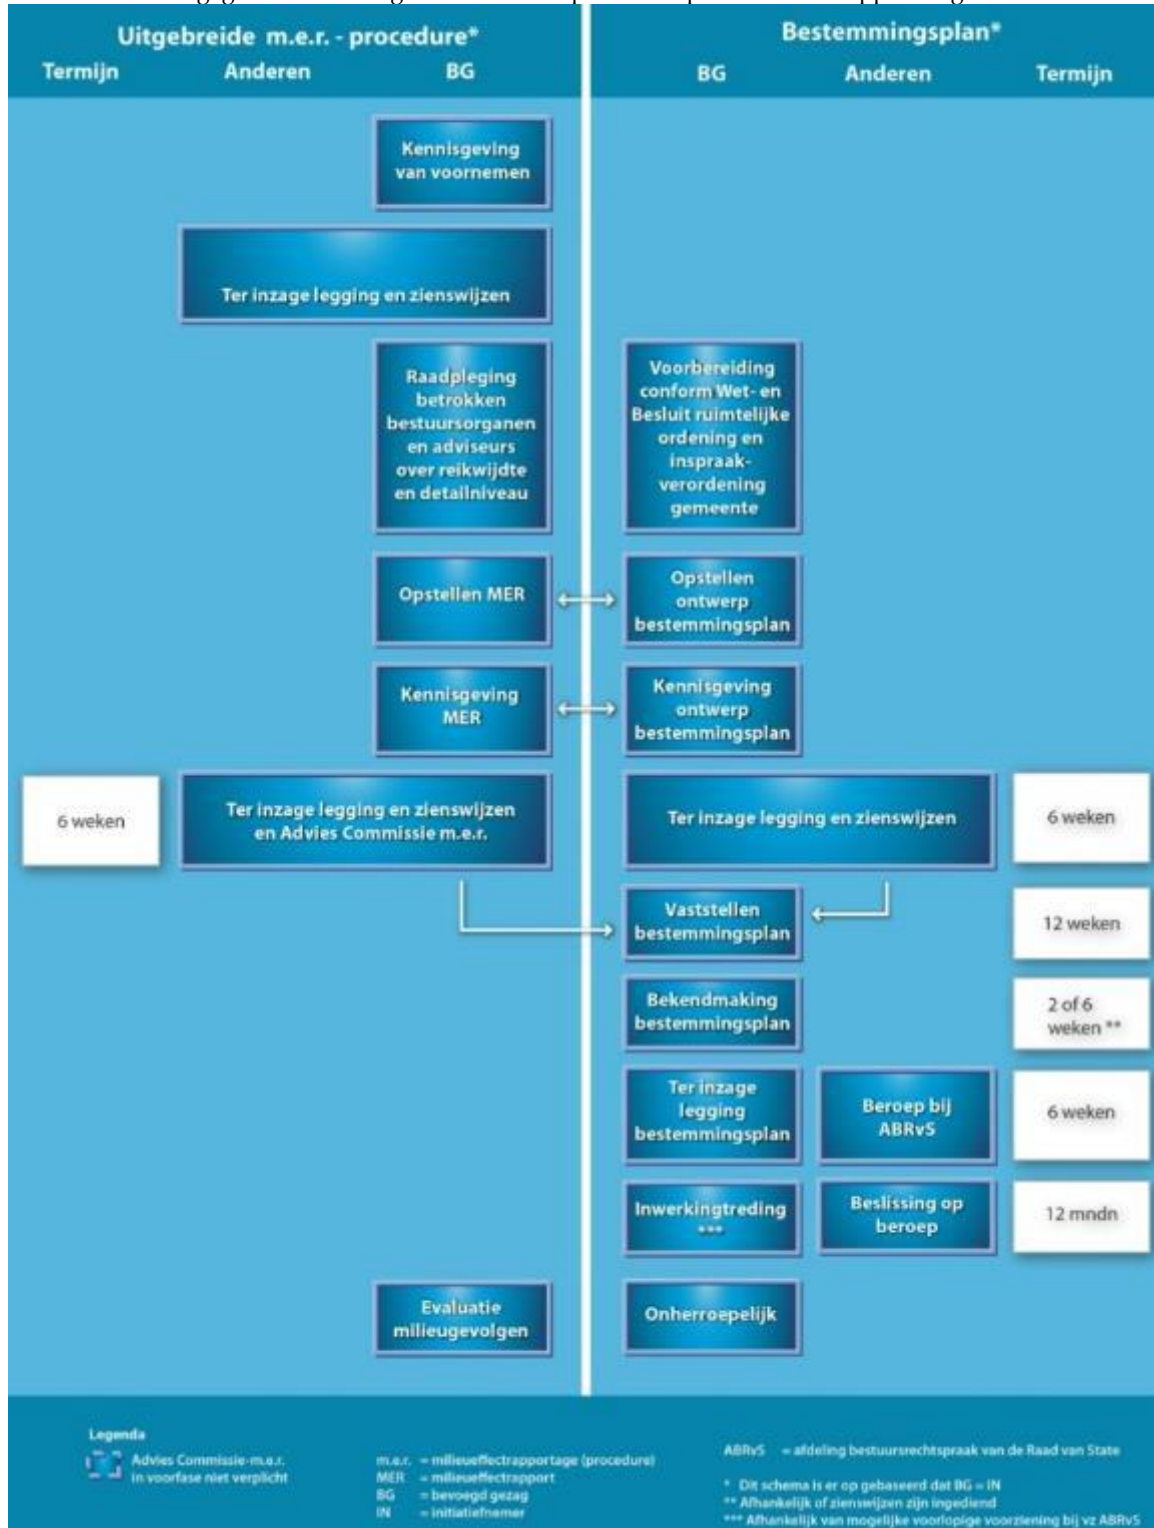 Uitgebreide m.e.r. - procedure*
Termijn Anderen BG
Bestemmingsplan*
BG Anderen Termijn
Kennisgeving
van voornemen
Ter inzage legging en zienswijzen
Raadpleging
betrokken
bestuursorganen
en adviseurs
over reikwijdte
en detailniveau
Voorbereiding
conform Wet- en
Besluit ruimtelijke
ordening en
inspraak-
verordening
gemeente
Opstellen MER
Opstellen
ontwerp
bestemmingsplan
Kennisgeving
MER
Kennisgeving
ontwerp
bestemmingsplan
6 weken
Ter inzage legging en zienswijzen
en Advies Commissie m.e.r.
Ter inzage legging en zienswijzen
6 weken
Vaststellen
bestemmingsplan
12 weken
Bekendmaking
bestemmingsplan
2 of 6
weken **
Ter inzage
legging
bestemmingsplan
Beroep bij
ABRvS
6 weken
Inwerkingtreding
***
Beslissing op
beroep
12 mndn
Evaluatie
milieugevolgen
Onherroepelijk
Legenda
Advies Commissie-m.e.r.
in voorfase niet verplicht
m.e.r. = milieueffectrapportage (procedure)
MER = milieueffectrapport
BG = bevoegd gezag
IN = initiatiefnemer
ABRvS = afdeling bestuursrechtspraak van de Raad van State
* Dit schema is er op gebaseerd dat BG = IN
** Afhankelijk of zienswijzen zijn ingediend
*** Afhankelijk van mogelijke voorlopige voorziening bij vz ABRvS